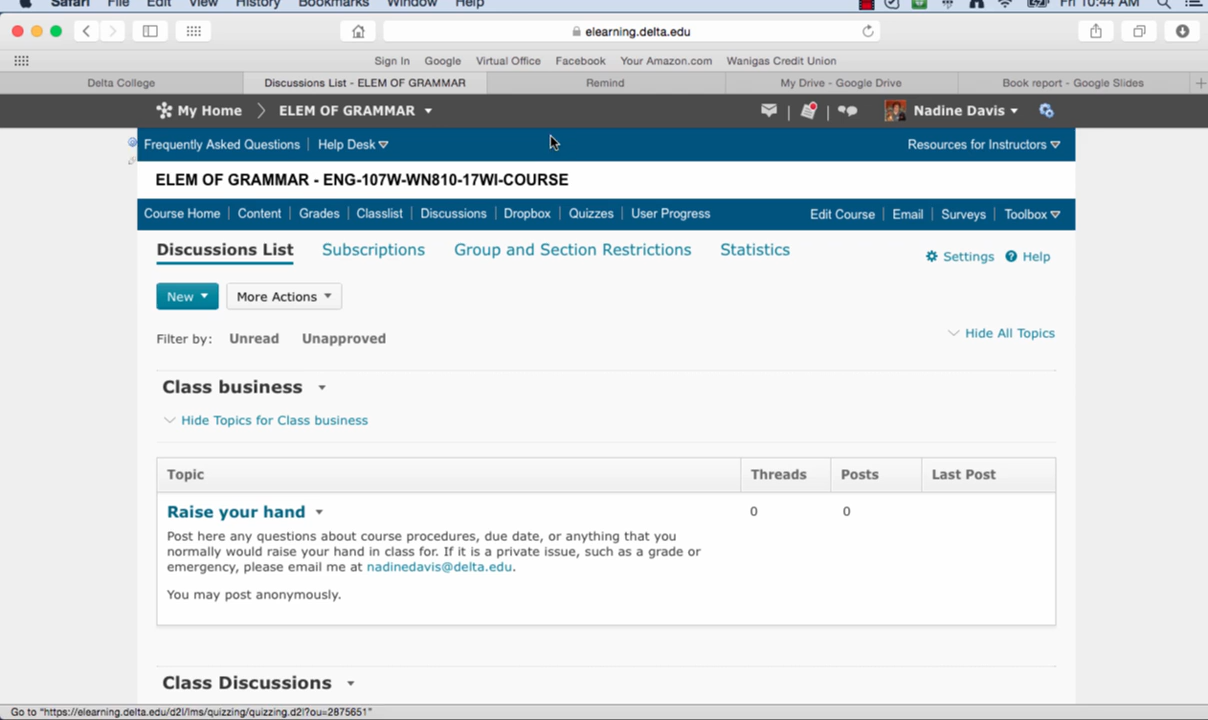 Safari File Edit View History Bookmarks Window Help Fri 10:44 AM
elearning.delta.edu
Sign In Google Virtual Office Facebook Your Amazon.com Wanigas Credit Union
Delta College Discussions List - ELEM OF GRAMMAR Remind My Drive - Google Drive Book report - Google Slides
My Home ELEM OF GRAMMAR Nadine Davis
Frequently Asked Questions Help Desk Resources for Instructors
ELEM OF GRAMMAR - ENG-107W-WN810-17WI-COURSE
Course Home Content Grades Classlist Discussions Dropbox Quizzes User Progress Edit Course Email Surveys Toolbox
Discussions List Subscriptions Group and Section Restrictions Statistics
Settings Help
New More Actions
Filter by: Unread Unapproved
Hide All Topics
Class business
Hide Topics for Class business
Topic Threads Posts Last Post
Raise your hand 0 0
Post here any questions about course procedures, due date, or anything that you
normally would raise your hand in class for. If it is a private issue, such as a grade or
emergency, please email me at nadinedavis@delta.edu.
You may post anonymously.
Class Discussions
Go to "https://elearning.delta.edu/d2l/lms/quizzing/quizzing.d2l?ou=2875651"